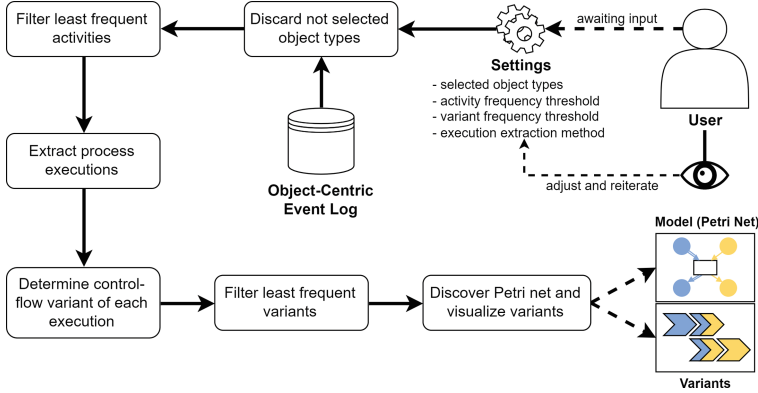 Filter least frequent
activities
Discard not selected
object types
awaiting input
Settings
- selected object types
- activity frequency threshold
- variant frequency threshold
- execution extraction method
User
Extract process
executions
Object-Centric
Event Log
adjust and reiterate
Model (Petri Net)
Determine control-
flow variant of each
execution
Filter least frequent
variants
Discover Petri net and
visualize variants
Variants